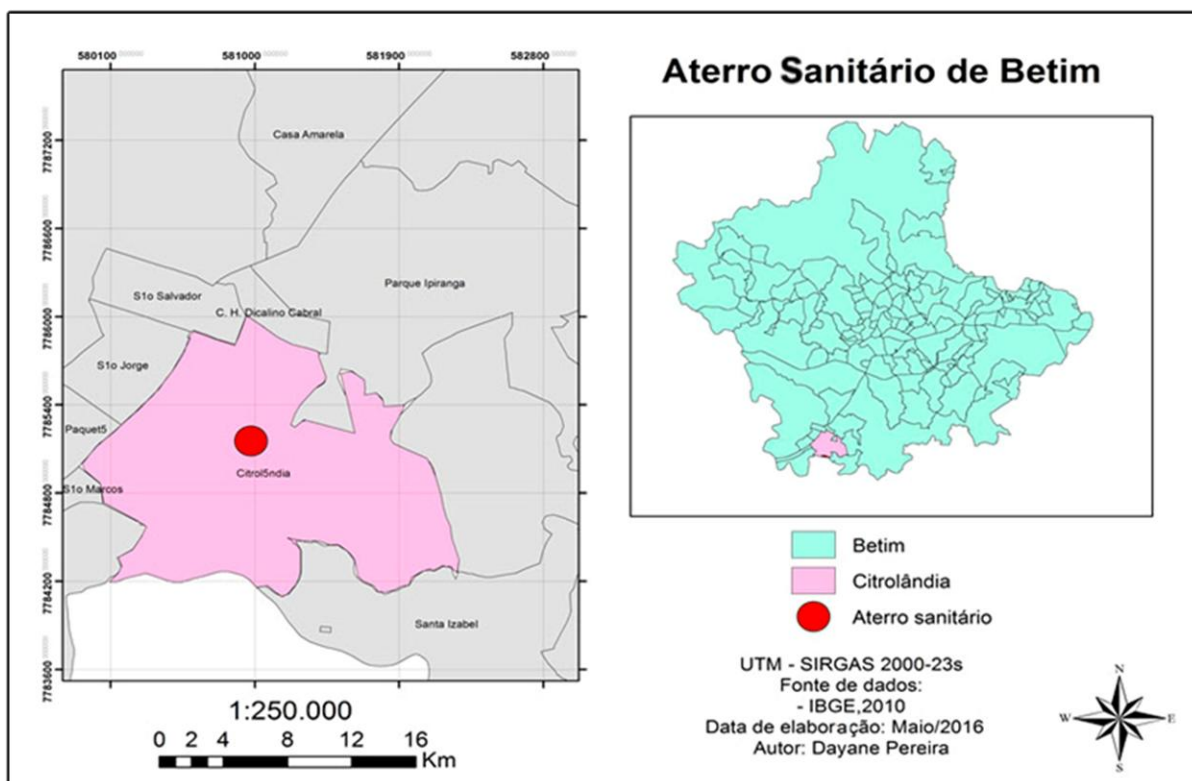 Aterro Sanitário de Betim
580100
581000
581900
582800
7787200
7786600
7786000
7785400
7784800
7784200
7783600
Casa Amarela
Parque Ipiranga
S1o Salvador
C. H. Dicalino Cabral
S1o Jorge
Paquet5
Citrol5ndia
S1o Marcos
Santa Izabel
1:250.000
0 2 4 8 12 16
Km
Betim
Citrolândia
Aterro sanitário
UTM - SIRGAS 2000-23s
Fonte de dados:
- IBGE,2010
Data de elaboração: Maio/2016
Autor: Dayane Pereira
N
W E
S